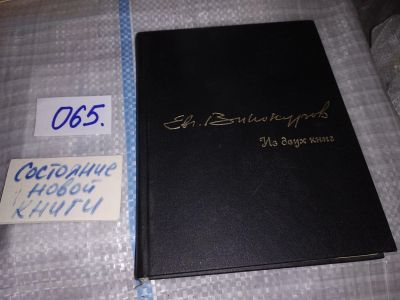 065.
Состояние
новой
книги
Евг. Винокуров
Из двух книг